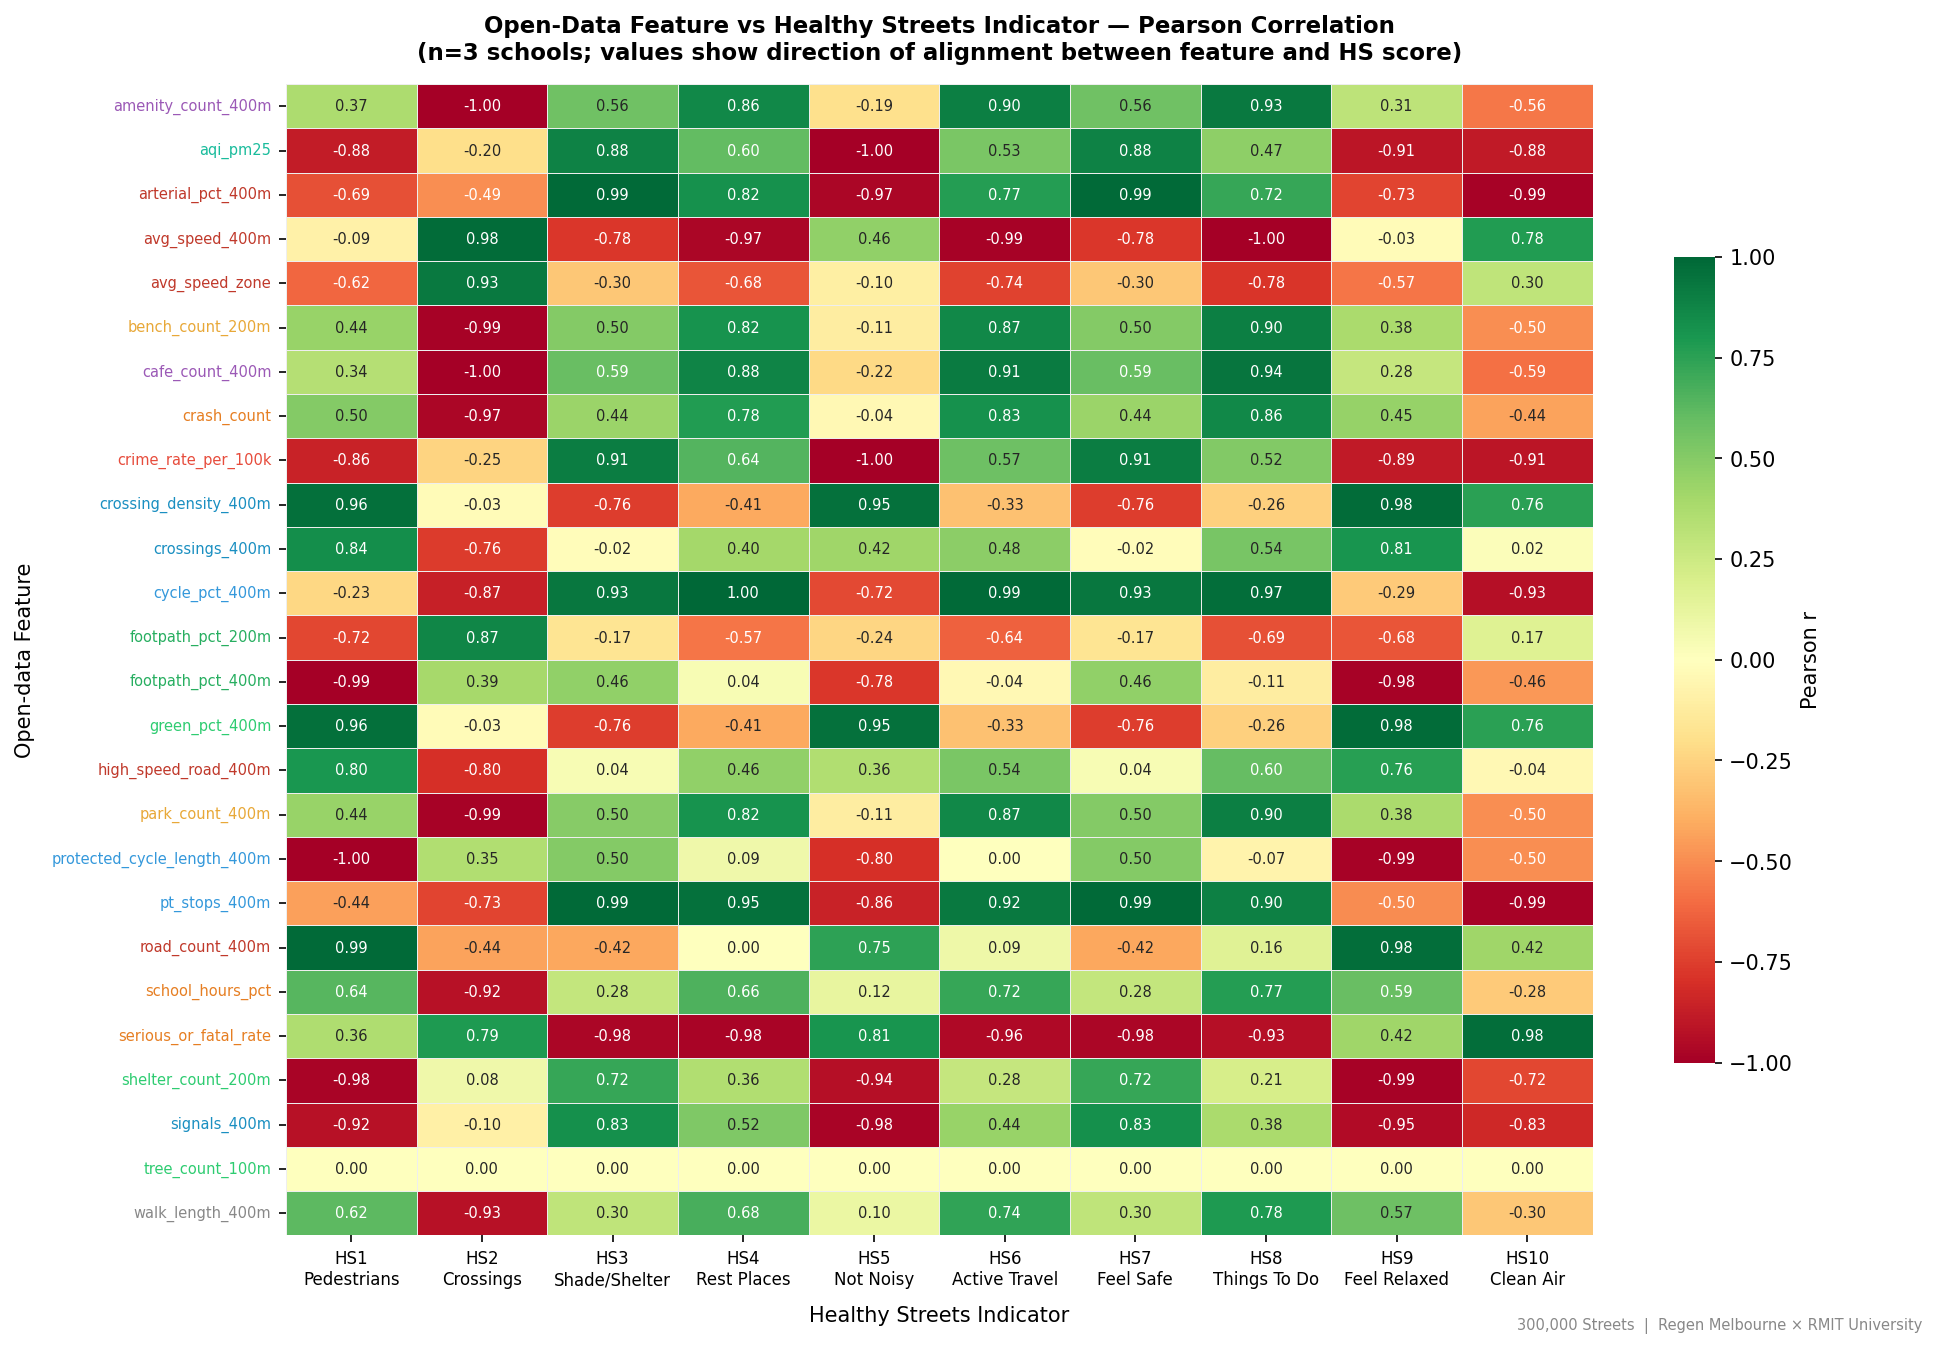 Open-Data Feature vs Healthy Streets Indicator — Pearson Correlation
(n=3 schools; values show direction of alignment between feature and HS score)
Open-data Feature
amenity_count_400m 0.37 -1.00 0.56 0.86 -0.19 0.90 0.56 0.93 0.31 -0.56
aqi_pm25 -0.88 -0.20 0.88 0.60 -1.00 0.53 0.88 0.47 -0.91 -0.88
arterial_pct_400m -0.69 -0.49 0.99 0.82 -0.97 0.77 0.99 0.72 -0.73 -0.99
avg_speed_400m -0.09 0.98 -0.78 -0.97 0.46 -0.99 -0.78 -1.00 -0.03 0.78
avg_speed_zone -0.62 0.93 -0.30 -0.68 -0.10 -0.74 -0.30 -0.78 -0.57 0.30
bench_count_200m 0.44 -0.99 0.50 0.82 -0.11 0.87 0.50 0.90 0.38 -0.50
cafe_count_400m 0.34 -1.00 0.59 0.88 -0.22 0.91 0.59 0.94 0.28 -0.59
crash_count 0.50 -0.97 0.44 0.78 -0.04 0.83 0.44 0.86 0.45 -0.44
crime_rate_per_100k -0.86 -0.25 0.91 0.64 -1.00 0.57 0.91 0.52 -0.89 -0.91
crossing_density_400m 0.96 -0.03 -0.76 -0.41 0.95 -0.33 -0.76 -0.26 0.98 0.76
crossings_400m 0.84 -0.76 -0.02 0.40 0.42 0.48 -0.02 0.54 0.81 0.02
cycle_pct_400m -0.23 -0.87 0.93 1.00 -0.72 0.99 0.93 0.97 -0.29 -0.93
footpath_pct_200m -0.72 0.87 -0.17 -0.57 -0.24 -0.64 -0.17 -0.69 -0.68 0.17
footpath_pct_400m -0.99 0.39 0.46 0.04 -0.78 -0.04 0.46 -0.11 -0.98 -0.46
green_pct_400m 0.96 -0.03 -0.76 -0.41 0.95 -0.33 -0.76 -0.26 0.98 0.76
high_speed_road_400m 0.80 -0.80 0.04 0.46 0.36 0.54 0.04 0.60 0.76 -0.04
park_count_400m 0.44 -0.99 0.50 0.82 -0.11 0.87 0.50 0.90 0.38 -0.50
protected_cycle_length_400m -1.00 0.35 0.50 0.09 -0.80 0.00 0.50 -0.07 -0.99 -0.50
pt_stops_400m -0.44 -0.73 0.99 0.95 -0.86 0.92 0.99 0.90 -0.50 -0.99
road_count_400m 0.99 -0.44 -0.42 0.00 0.75 0.09 -0.42 0.16 0.98 0.42
school_hours_pct 0.64 -0.92 0.28 0.66 0.12 0.72 0.28 0.77 0.59 -0.28
serious_or_fatal_rate 0.36 0.79 -0.98 -0.98 0.81 -0.96 -0.98 -0.93 0.42 0.98
shelter_count_200m -0.98 0.08 0.72 0.36 -0.94 0.28 0.72 0.21 -0.99 -0.72
signals_400m -0.92 -0.10 0.83 0.52 -0.98 0.44 0.83 0.38 -0.95 -0.83
tree_count_100m 0.00 0.00 0.00 0.00 0.00 0.00 0.00 0.00 0.00 0.00
walk_length_400m 0.62 -0.93 0.30 0.68 0.10 0.74 0.30 0.78 0.57 -0.30
HS1 HS2 HS3 HS4 HS5 HS6 HS7 HS8 HS9 HS10
Pedestrians Crossings Shade/Shelter Rest Places Not Noisy Active Travel Feel Safe Things To Do Feel Relaxed Clean Air
Healthy Streets Indicator
1.00
0.75
0.50
0.25
0.00
−0.25
−0.50
−0.75
−1.00
Pearson r
300,000 Streets | Regen Melbourne × RMIT University